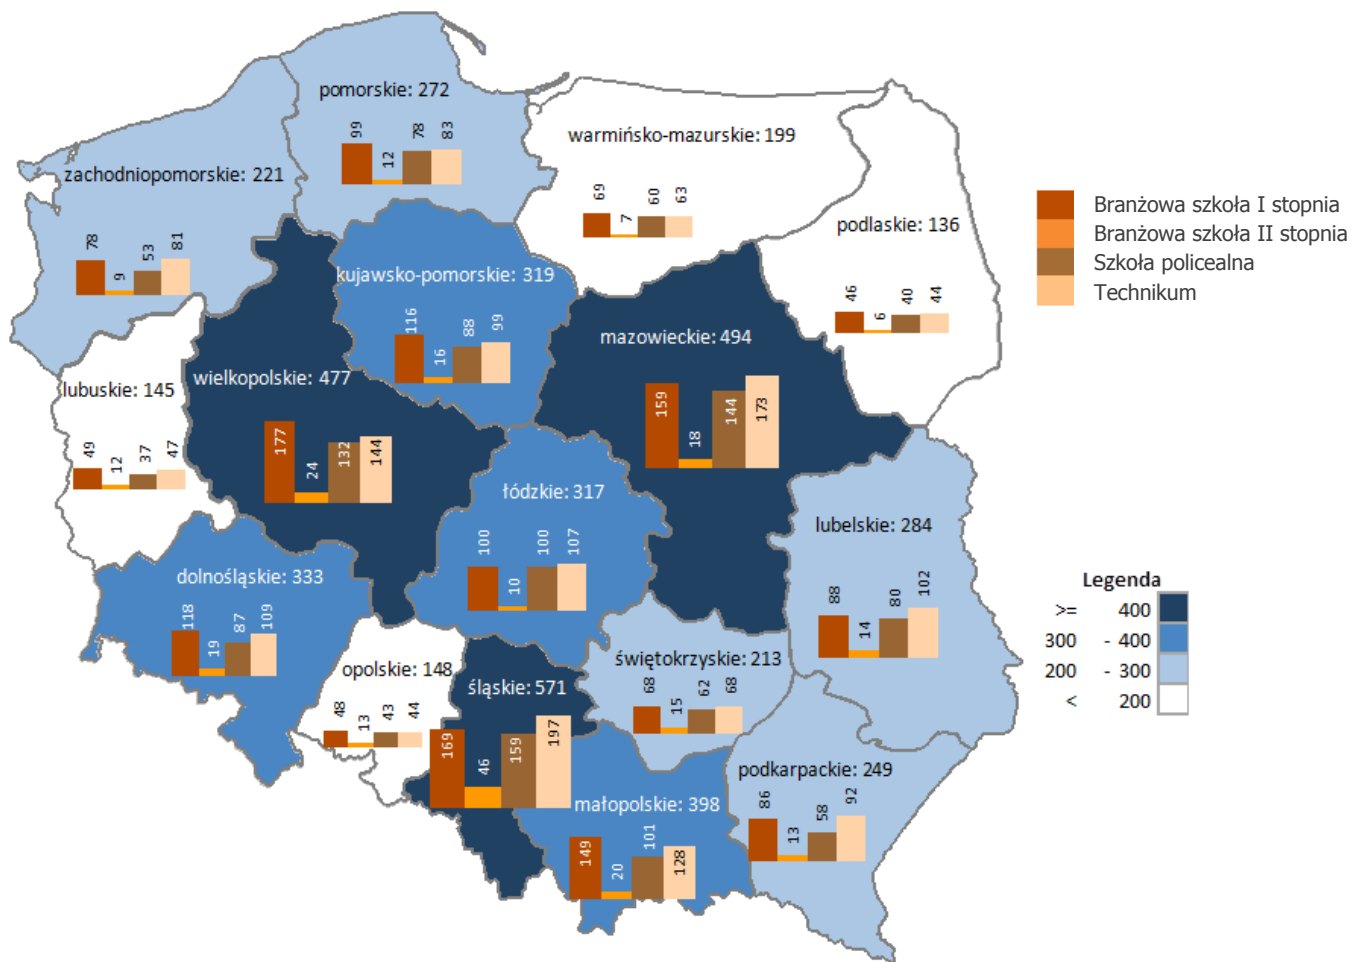 pomorskie: 272
99
12
78
83
warmińsko-mazurskie: 199
69
7
60
63
zachodniopomorskie: 221
78
9
53
81
podlaskie: 136
46
6
40
44
Branżowa szkoła I stopnia
Branżowa szkoła II stopnia
Szkoła policealna
Technikum
kujawsko-pomorskie: 319
116
16
88
99
mazowieckie: 494
159
18
144
173
lubuskie: 145
49
12
37
47
wielkopolskie: 477
177
24
132
144
łódzkie: 317
100
10
100
107
lubelskie: 284
88
14
80
102
dolnośląskie: 333
118
19
87
109
opolskie: 148
48
13
43
44
śląskie: 571
169
46
159
197
świętokrzyskie: 213
68
15
62
68
podkarpackie: 249
86
13
58
92
małopolskie: 398
149
20
101
128
Legenda
>= 400
300 - 400
200 - 300
< 200